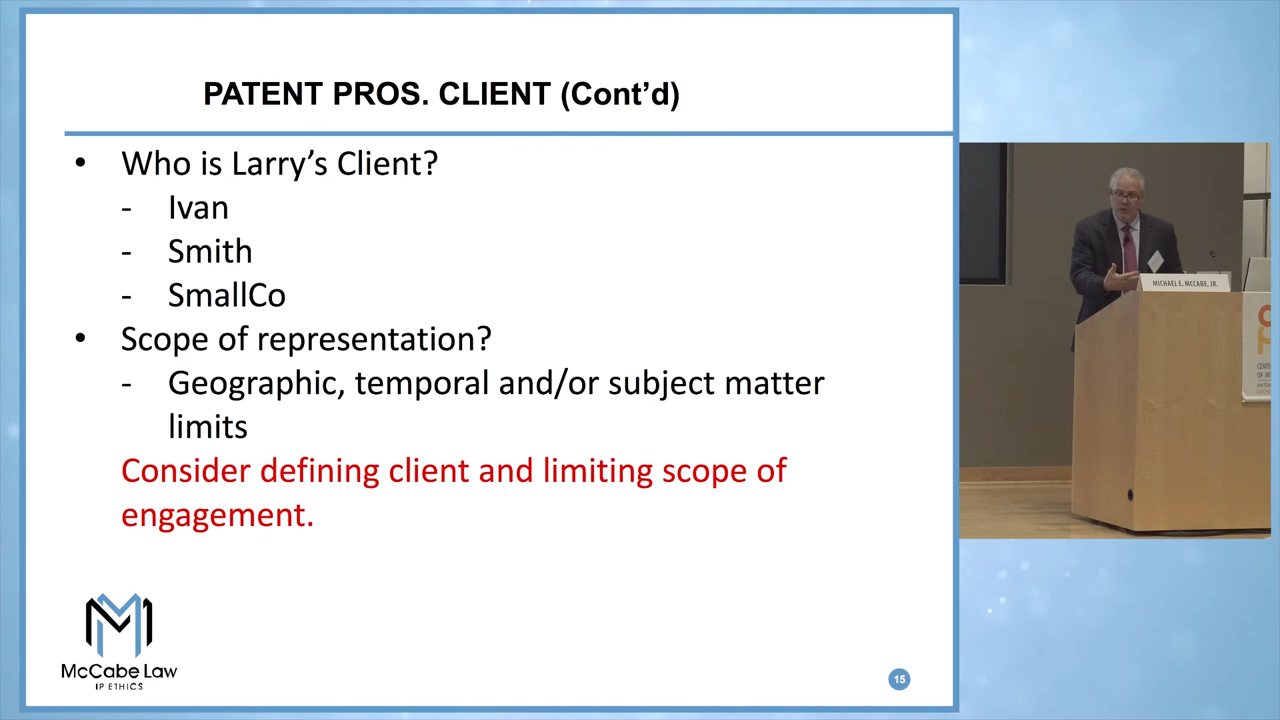 PATENT PROS. CLIENT (Cont’d)
• Who is Larry’s Client?
- Ivan
- Smith
- SmallCo
• Scope of representation?
- Geographic, temporal and/or subject matter
limits
Consider defining client and limiting scope of
engagement.
McCabe Law
IP ETHICS
15
MICHAEL E. MCCABE, JR.